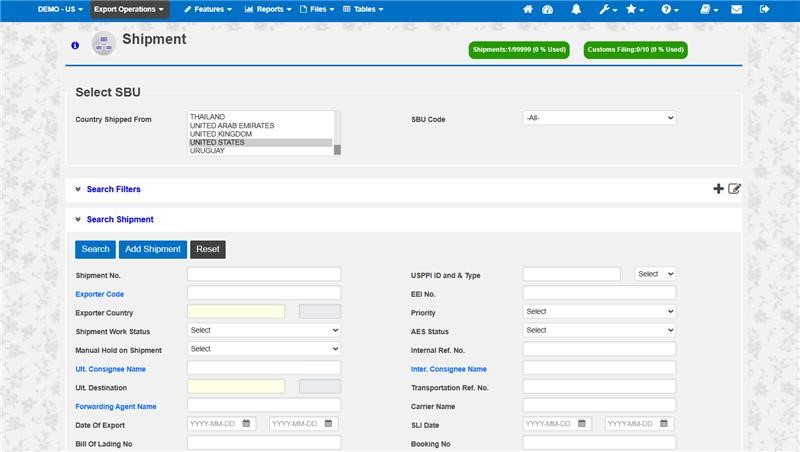 DEMO - US Export Operations Features Reports Files Tables
Shipment
Shipments:1/99999 (0 % Used) Customs Filing:0/10 (0 % Used)
Select SBU
Country Shipped From
THAILAND
UNITED ARAB EMIRATES
UNITED KINGDOM
UNITED STATES
URUGUAY
SBU Code -All-
Search Filters
Search Shipment
Search Add Shipment Reset
Shipment No. USPPI ID and & Type Select
Exporter Code EEI No.
Exporter Country Priority Select
Shipment Work Status Select AES Status Select
Manual Hold on Shipment Select Internal Ref. No.
Ult. Consignee Name Inter. Consignee Name
Ult. Destination Transportation Ref. No.
Forwarding Agent Name Carrier Name
Date Of Export YYYY-MM-DD YYYY-MM-DD SLI Date YYYY-MM-DD YYYY-MM-DD
Bill Of Lading No Booking No